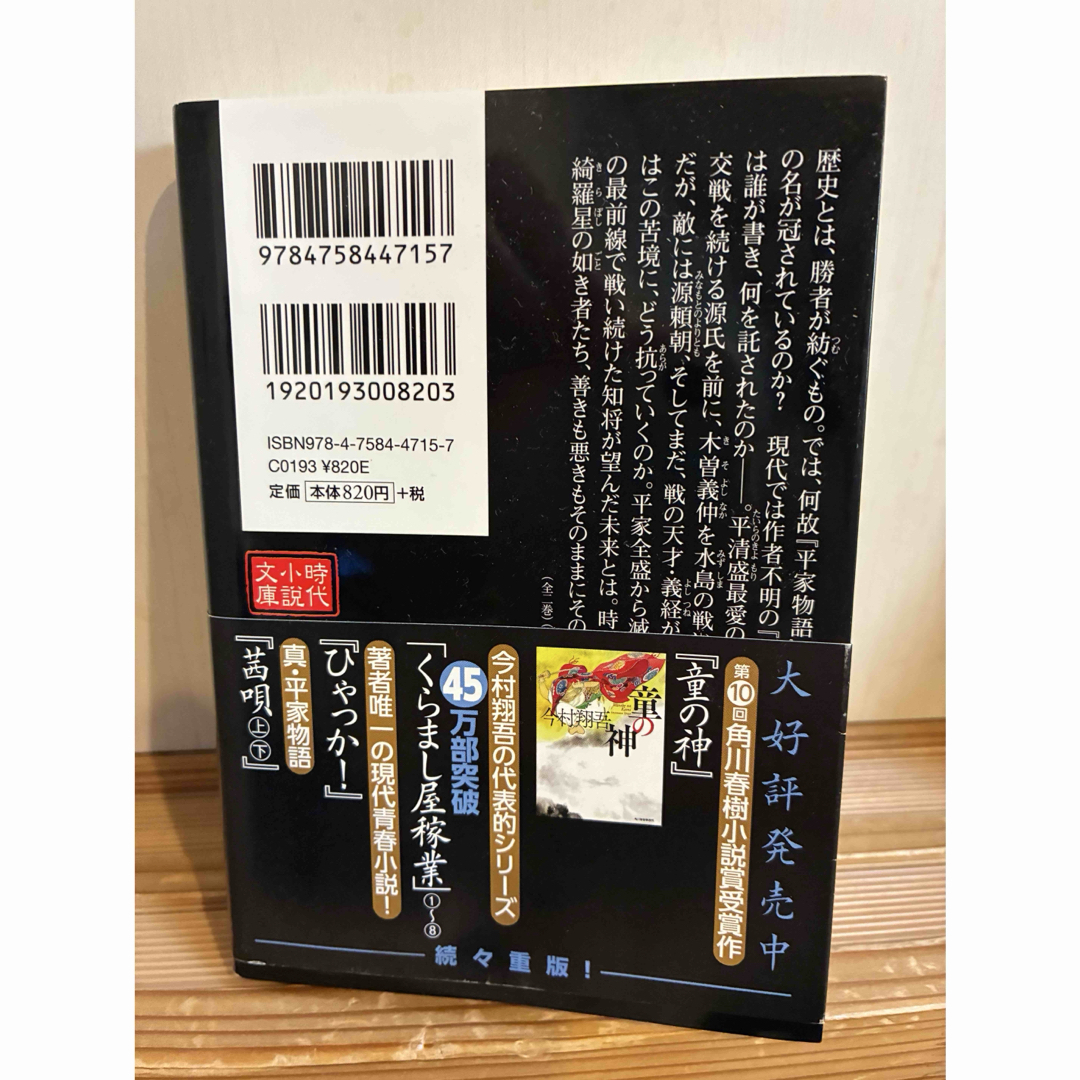 歴史とは、勝者が紡ぐもの。では、何故『平家物語
の名が冠されているのか? 現代では作者不明の『
は誰が書き、何を託されたのか――。平清盛最愛の
交戦を続ける源氏を前に、木曽義仲を水島の戦
だが、敵には源頼朝、そしてまだ、戦の天才・義経が
はこの苦境に、どう抗っていくのか。平家全盛から滅
の最前線で戦い続けた知将が望んだ未来とは。時
綺羅星の如き者たち、善きも悪きもそのままにその
(全二巻)
9784758447157
1920193008203
ISBN978-4-7584-4715-7
C0193 ¥820E
定価 本体820円 +税
時代
小説
文庫
大好評発売中
第10回角川春樹小説賞受賞作
『童の神』
童の神
今村翔吾
今村翔吾の代表的シリーズ
45万部突破
「くらまし屋稼業」①〜⑧
著者唯一の現代青春小説!
『ひゃっか!』
真・平家物語
『茜唄』上・下
続々重版!